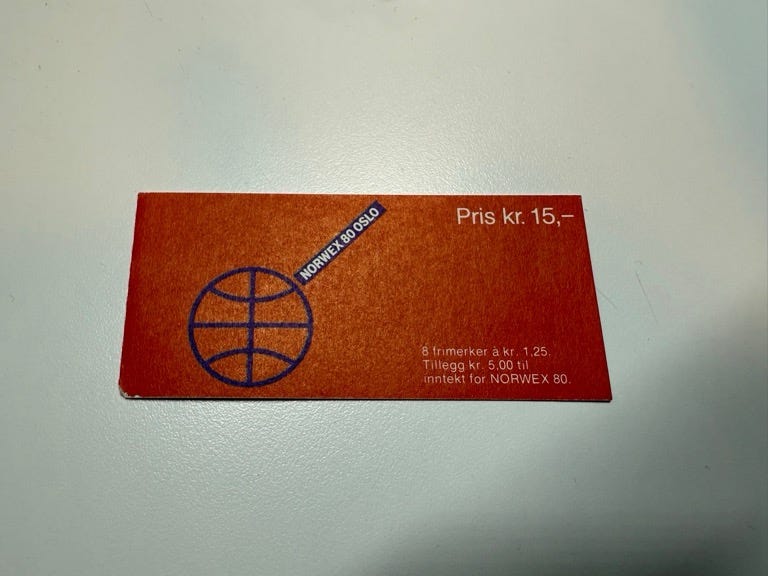 NORWEX 80 OSLO
Pris kr. 15,–
8 frimerker à kr. 1,25.
Tillegg kr. 5,00 til
inntekt for NORWEX 80.